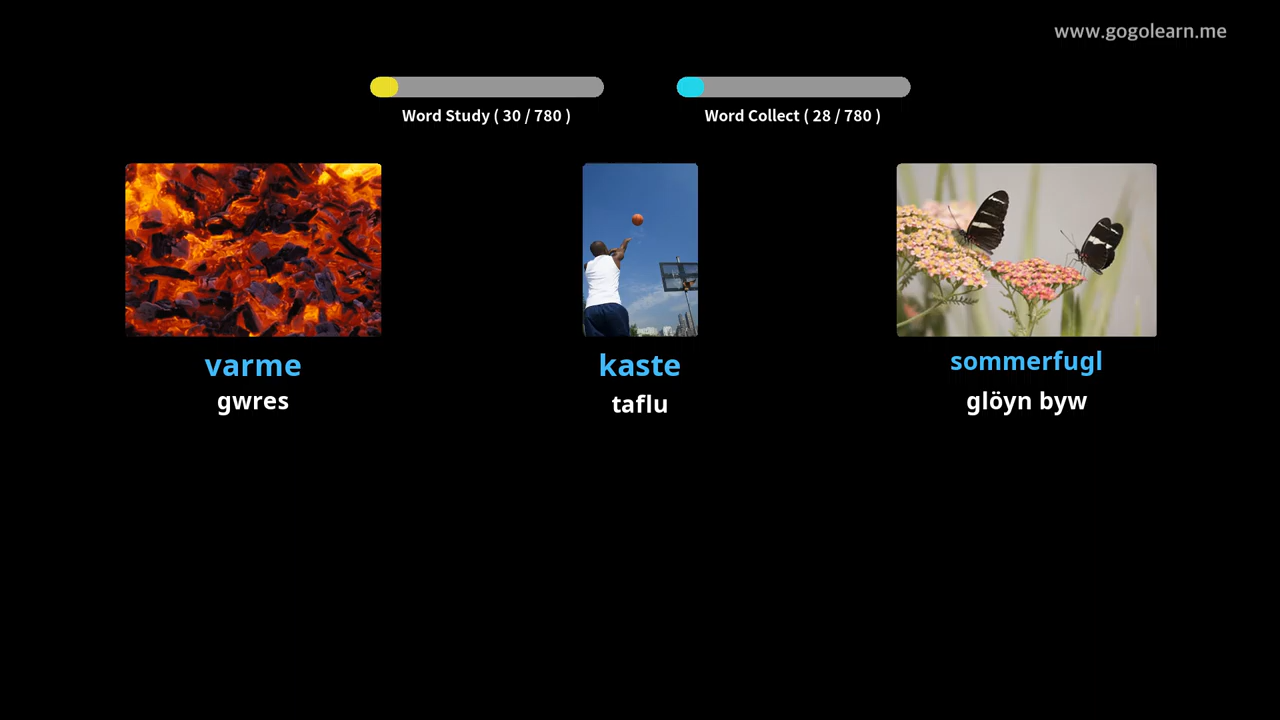 www.gogolearn.me
Word Study ( 30 / 780 )
Word Collect ( 28 / 780 )
varme
kaste
sommerfugl
gwres
taflu
glöyn byw